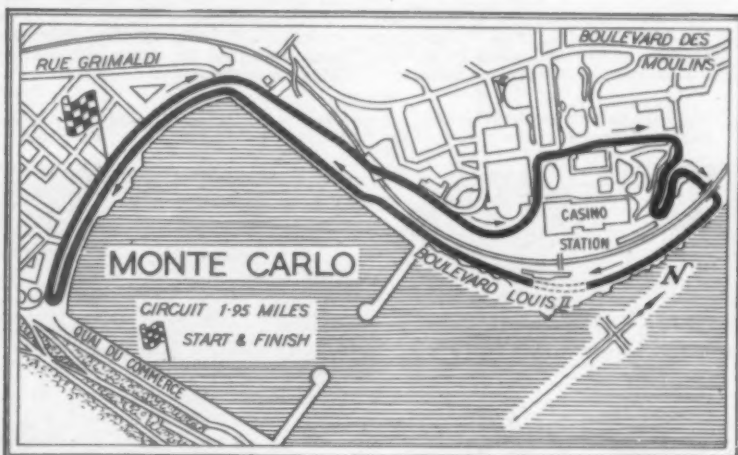 RUE GRIMALDI
BOULEVARD DES
MOULINS
CASINO
STATION
MONTE CARLO
BOULEVARD LOUIS II
N
CIRCUIT 1·95 MILES
START & FINISH
QUAI DU COMMERCE